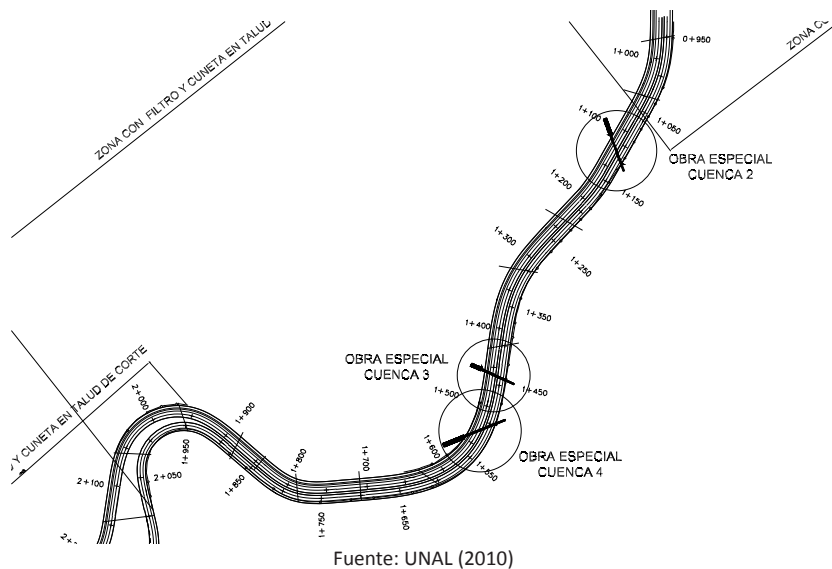 ZONA CON FILTRO Y CUNETA EN TALUD
ZONA
0+950
1+000
1+050
1+100
OBRA ESPECIAL
CUENCA 2
1+150
1+200
1+250
1+300
1+350
1+400
OBRA ESPECIAL
CUENCA 3
1+450
1+500
OBRA ESPECIAL
CUENCA 4
1+550
1+600
1+650
1+700
1+750
1+800
1+850
1+900
1+950
2+000
2+050
2+100
Y CUNETA EN TALUD DE CORTE
Fuente: UNAL (2010)